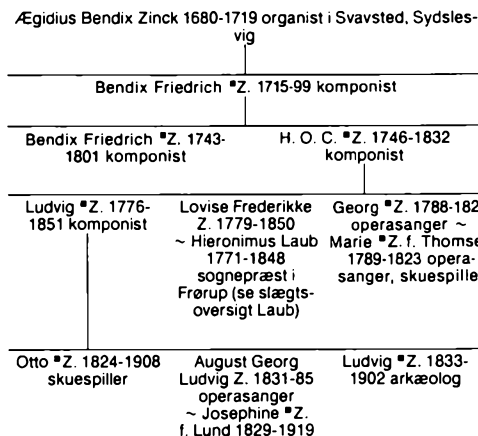 Ægidius Bendix Zinck 1680-1719 organist i Svavsted, Sydsles-
vig
Bendix Friedrich ■Z. 1715-99 komponist
Bendix Friedrich ■Z. 1743-
1801 komponist
H. O. C. ■Z. 1746-1832
komponist
Ludvig ■Z. 1776-
1851 komponist
Lovise Frederikke
Z. 1779-1850
~ Hieronimus Laub
1771-1848
sognepræst i
Frørup (se slægts-
oversigt Laub)
Georg ■Z. 1788-182
operasanger ~
Marie ■Z. f. Thomse
1789-1823 opera-
sanger, skuespille
Otto ■Z. 1824-1908
skuespiller
August Georg
Ludvig Z. 1831-85
operasanger
~ Josephine ■Z.
f. Lund 1829-1919
Ludvig ■Z. 1833-
1902 arkæolog